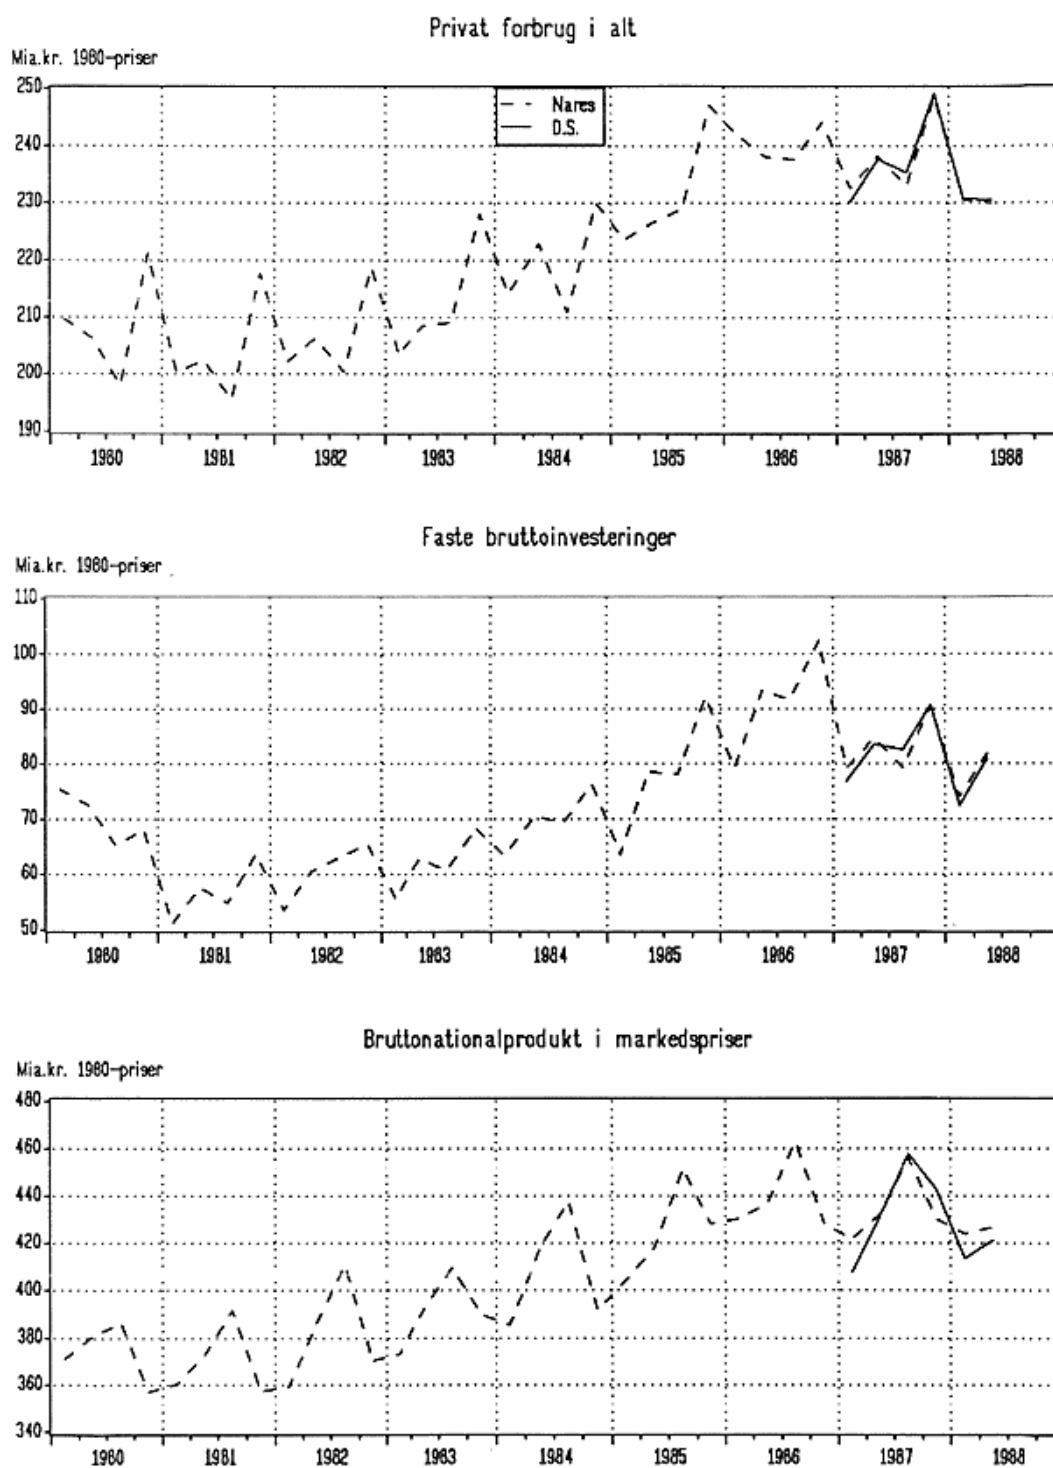 Privat forbrug i alt
Mia.kr. 1980-priser
250
Nares
D.S.
240
230
220
210
200
190
1980 1981 1982 1983 1984 1985 1986 1987 1988
Faste bruttoinvesteringer
Mia.kr. 1980-priser
110
100
90
80
70
60
50
1980 1981 1982 1983 1984 1985 1986 1987 1988
Bruttonationalprodukt i markedspriser
Mia.kr. 1980-priser
480
460
440
420
400
380
360
340
1980 1981 1982 1983 1984 1985 1986 1987 1988